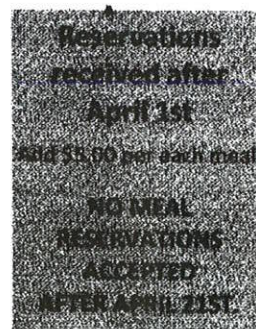 Reservations
received after
April 1st
Add $5.00 per each meal
NO MEAL
RESERVATIONS
ACCEPTED
AFTER APRIL 21ST.